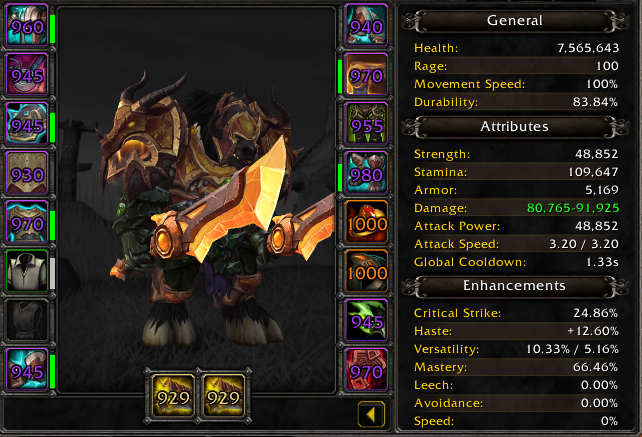 960
945
945
930
970
945
940
970
955
980
1000
1000
945
970
929 929
General
Health: 7,565,643
Rage: 100
Movement Speed: 100%
Durability: 83.84%
Attributes
Strength: 48,852
Stamina: 109,647
Armor: 5,169
Damage: 80,765-91,925
Attack Power: 48,852
Attack Speed: 3.20 / 3.20
Global Cooldown: 1.33s
Enhancements
Critical Strike: 24.86%
Haste: +12.60%
Versatility: 10.33% / 5.16%
Mastery: 66.46%
Leech: 0.00%
Avoidance: 0.00%
Speed: 0%